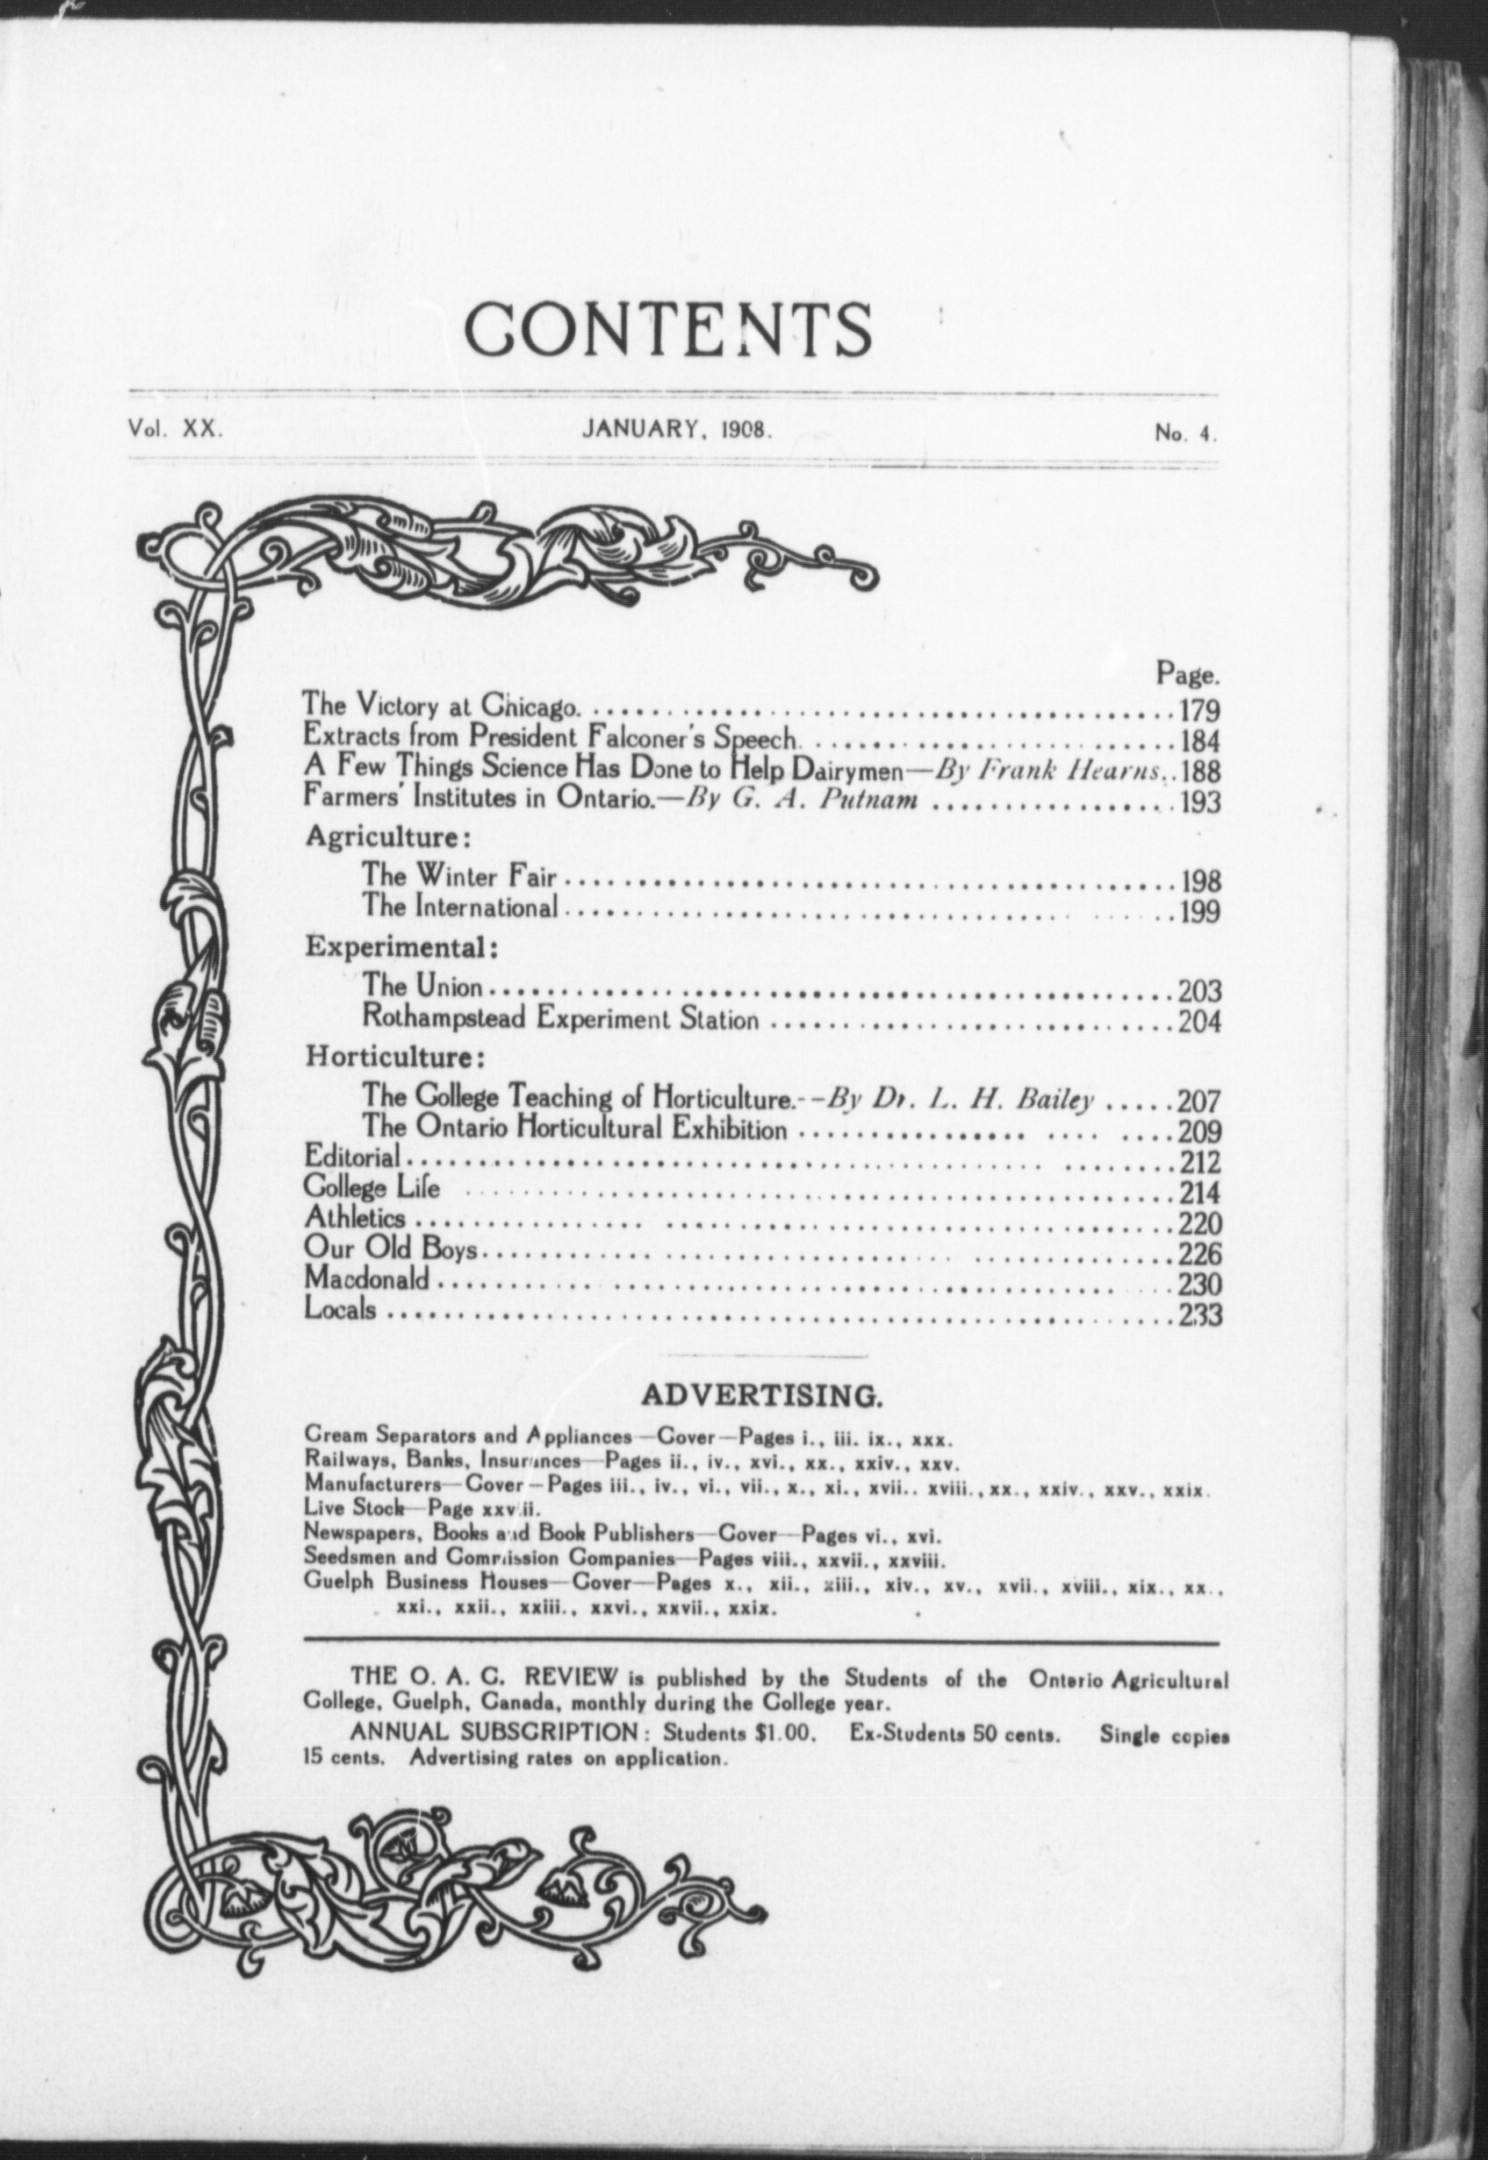 CONTENTS
Vol. XX. JANUARY, 1908. No. 4.
Page.
The Victory at Chicago. 179
Extracts from President Falconer's Speech. 184
A Few Things Science Has Done to Help Dairymen—By Frank Hearns. 188
Farmers' Institutes in Ontario.—By G. A. Putnam 193
Agriculture:
The Winter Fair 198
The International 199
Experimental:
The Union 203
Rothampstead Experiment Station 204
Horticulture:
The College Teaching of Horticulture.--By Dr. L. H. Bailey 207
The Ontario Horticultural Exhibition 209
Editorial 212
College Life 214
Athletics 220
Our Old Boys 226
Macdonald 230
Locals 233
ADVERTISING.
Cream Separators and Appliances—Cover—Pages i., iii. ix., xxx.
Railways, Banks, Insurances—Pages ii., iv., xvi., xx., xxiv., xxv.
Manufacturers—Cover—Pages iii., iv., vi., vii., x., xi., xvii.. xviii., xx., xxiv., xxv., xxix.
Live Stock—Page xxvii.
Newspapers, Books and Book Publishers—Cover—Pages vi., xvi.
Seedsmen and Commission Companies—Pages viii., xxvii., xxviii.
Guelph Business Houses—Cover—Pages x., xii., xiii., xiv., xv., xvii., xviii., xix., xx.,
xxi., xxii., xxiii., xxvi., xxvii., xxix.
THE O. A. C. REVIEW is published by the Students of the Ontario Agricultural
College, Guelph, Canada, monthly during the College year.
ANNUAL SUBSCRIPTION: Students $1.00. Ex-Students 50 cents. Single copies
15 cents. Advertising rates on application.